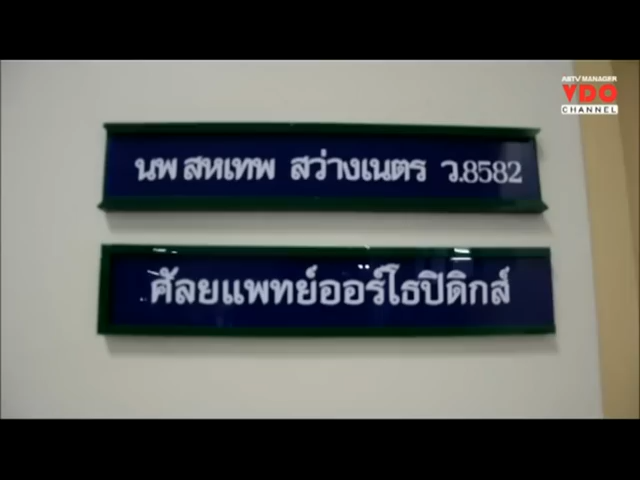 ASTV MANAGER
VDO
CHANNEL
นพ สหเทพ สว่างเนตร ว.8582
ศัลยแพทย์ออร์โธปิดิกส์